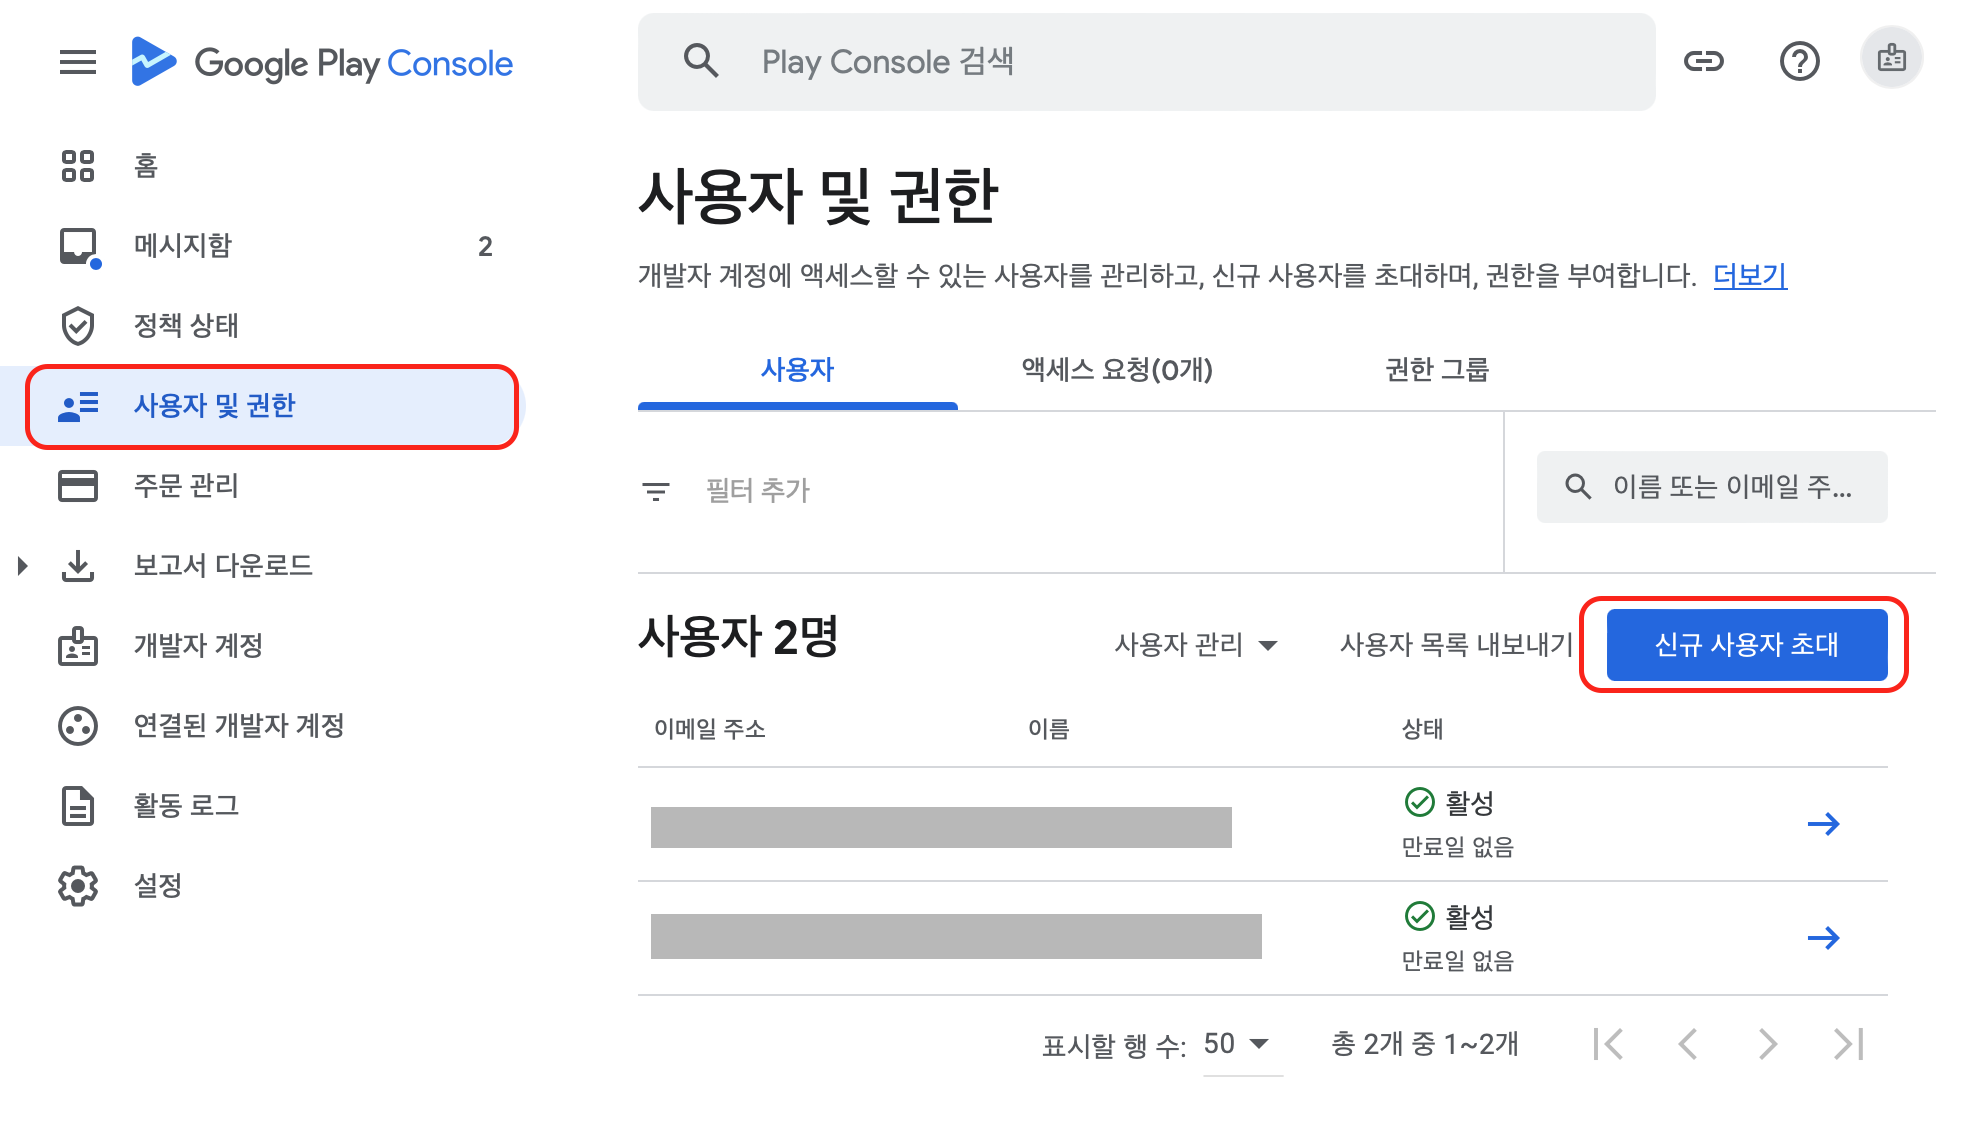 Google Play Console
Play Console 검색
홈
메시지함 2
정책 상태
사용자 및 권한
주문 관리
보고서 다운로드
개발자 계정
연결된 개발자 계정
활동 로그
설정
사용자 및 권한
개발자 계정에 액세스할 수 있는 사용자를 관리하고, 신규 사용자를 초대하며, 권한을 부여합니다. 더보기
사용자 액세스 요청(0개) 권한 그룹
필터 추가 이름 또는 이메일 주...
사용자 2명 사용자 관리 사용자 목록 내보내기 신규 사용자 초대
이메일 주소 이름 상태
활성
만료일 없음
활성
만료일 없음
표시할 행 수: 50 총 2개 중 1~2개